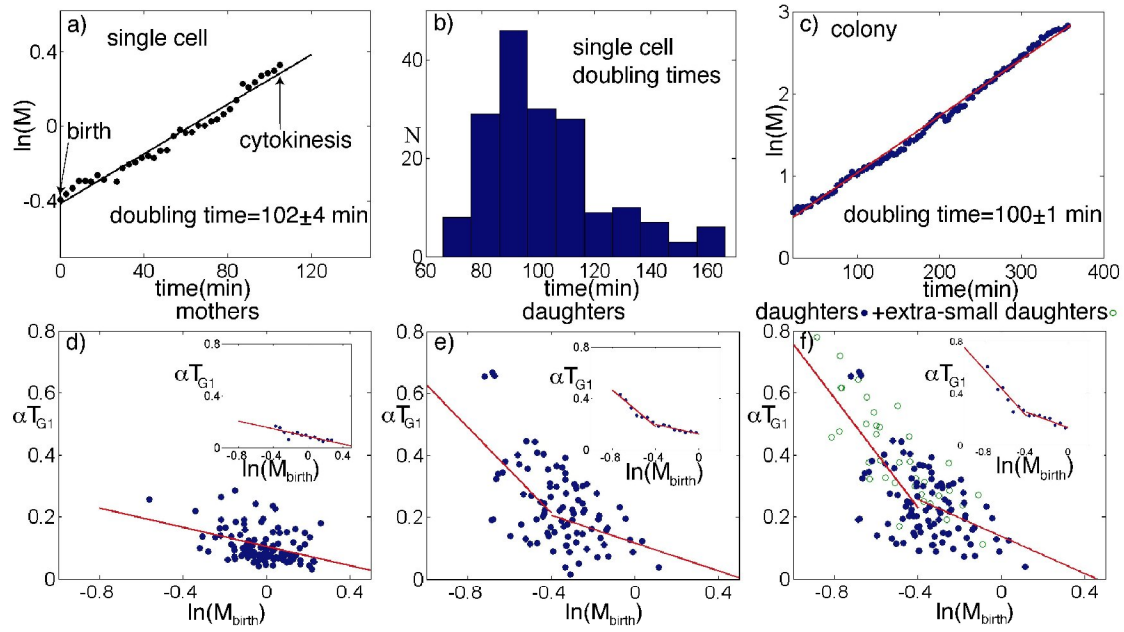 a)
single cell
0.4
0
-0.4
ln(M)
birth
cytokinesis
doubling time=102±4 min
0
40
80
120
time(min)
b)
single cell
doubling times
40
20
0
N
60
80
100
120
140
160
time(min)
c)
colony
3
2
1
0
ln(M)
doubling time=100±1 min
100
200
300
400
time(min)
mothers
d)
0.8
0.6
0.4
0.2
0
αT_G1
-0.8
-0.4
0
0.4
ln(M_birth)
0.8
0.4
0
αT_G1
-0.8
-0.4
0
0.4
ln(M_birth)
daughters
e)
0.8
0.6
0.4
0.2
0
αT_G1
-0.8
-0.4
0
0.4
ln(M_birth)
0.8
0.4
0
αT_G1
-0.8
-0.4
0
ln(M_birth)
daughters +extra-small daughters
f)
0.8
0.6
0.4
0.2
0
αT_G1
-0.8
-0.4
0
0.4
ln(M_birth)
0.8
0.4
0
αT_G1
-0.8
-0.4
0
ln(M_birth)